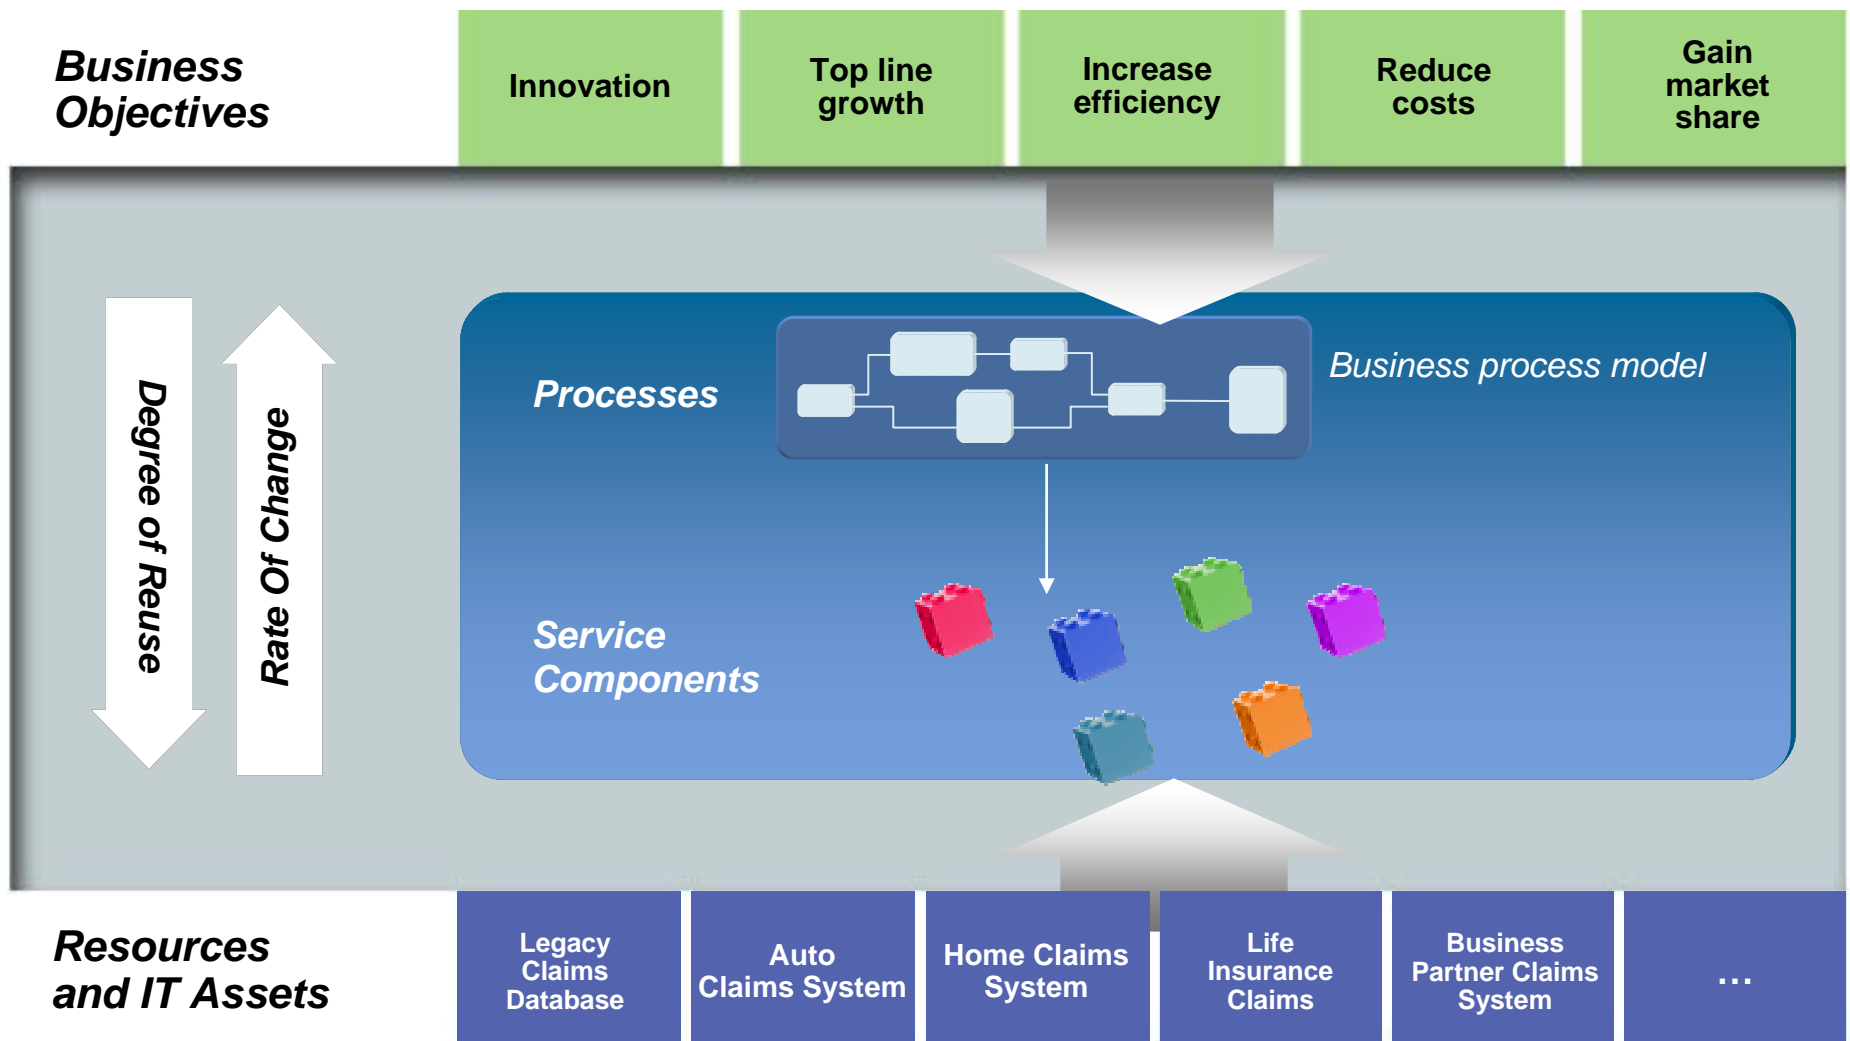 Business
Objectives
Innovation
Top line
growth
Increase
efficiency
Reduce
costs
Gain
market
share
Degree of Reuse
Rate Of Change
Processes
Business process model
Service
Components
Resources
and IT Assets
Legacy
Claims
Database
Auto
Claims System
Home Claims
System
Life
Insurance
Claims
Business
Partner Claims
System
...